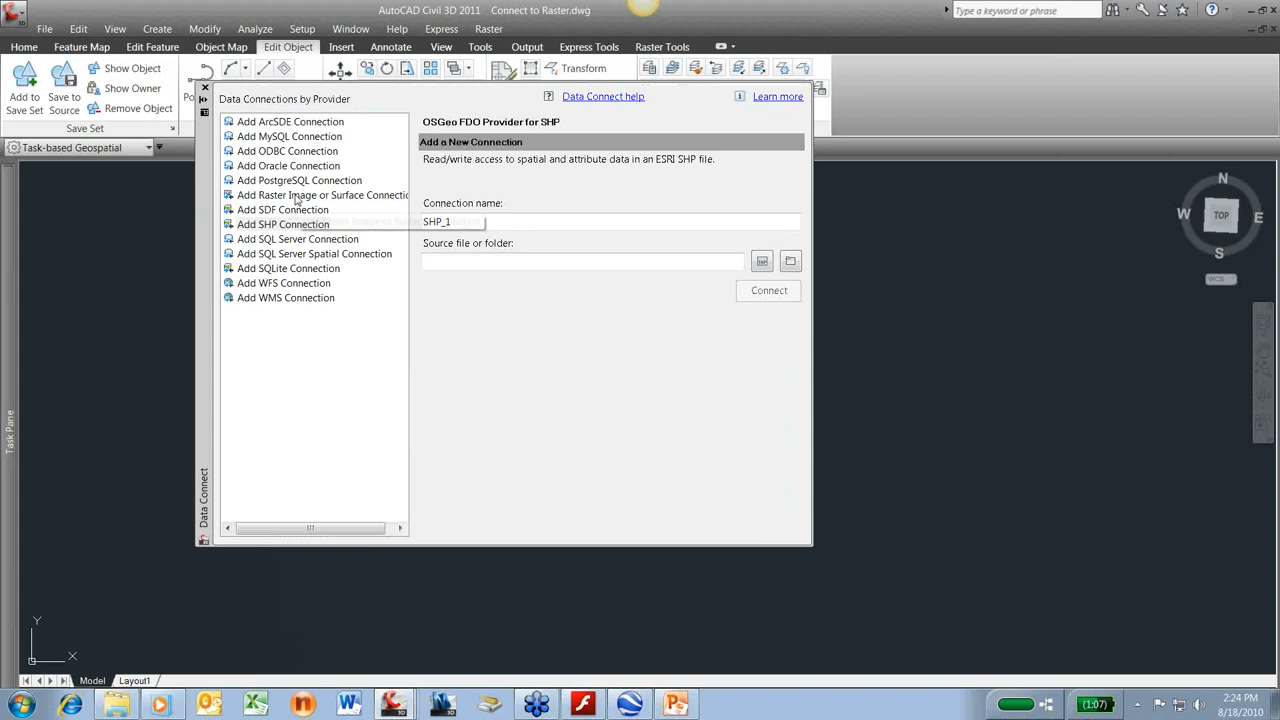 AutoCAD Civil 3D 2011 Connect to Raster.dwg
Type a keyword or phrase
File Edit View Create Modify Analyze Setup Window Help Express Raster
Home Feature Map Edit Feature Object Map Edit Object Insert Annotate View Tools Output Express Tools Raster Tools
Add to Set
Save to Source
Show Object
Show Owner
Remove Object
Transform
Save Set
Task-based Geospatial
Data Connections by Provider
Data Connect help
Learn more
Add ArcSDE Connection
Add MySQL Connection
Add ODBC Connection
Add Oracle Connection
Add PostgreSQL Connection
Add Raster Image or Surface Connectio
Add SDF Connection
Add SHP Connection
Add SQL Server Connection
Add SQL Server Spatial Connection
Add SQLite Connection
Add WFS Connection
Add WMS Connection
OSGeo FDO Provider for SHP
Add a New Connection
Read/write access to spatial and attribute data in an ESRI SHP file.
Connection name:
SHP_1
Source file or folder:
Connect
Data Connect
Task Pane
N
W TOP E
S
WCS
Y
X
Model Layout1
(1:07)
2:24 PM
8/18/2010